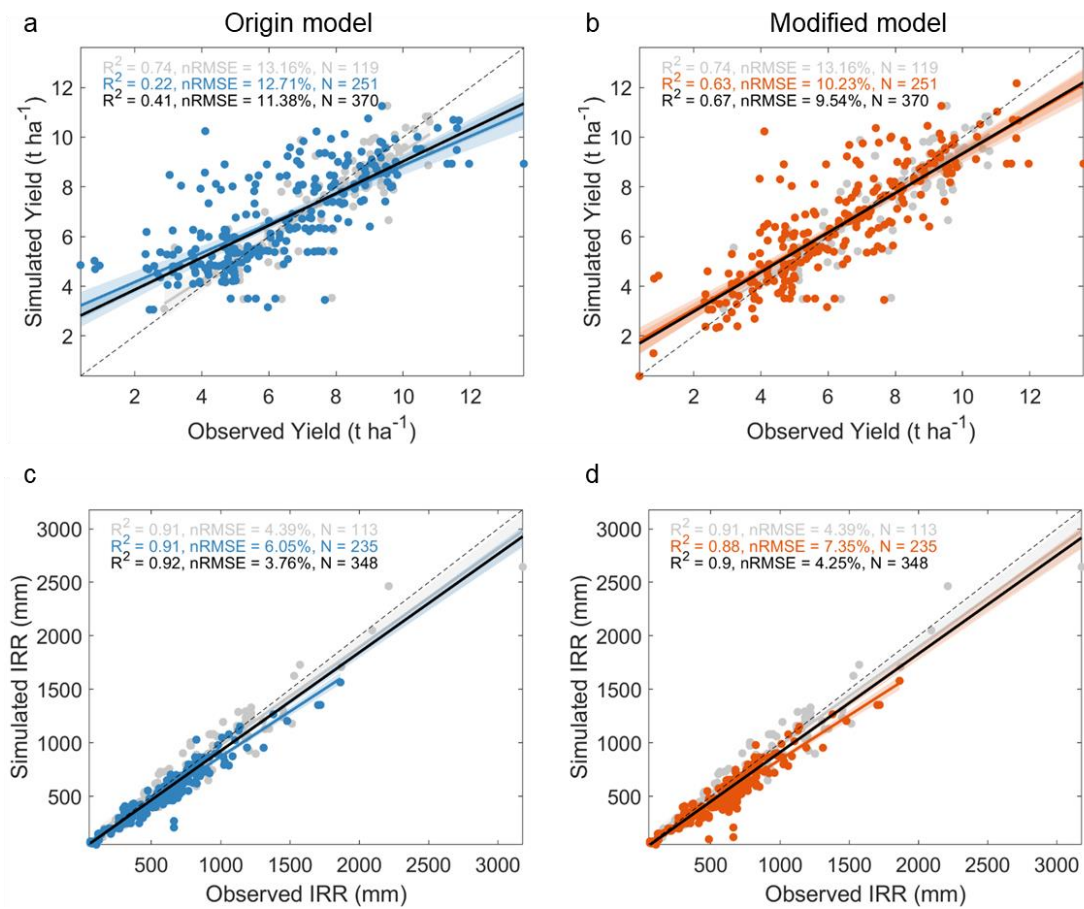 a Origin model
b Modified model
R² = 0.74, nRMSE = 13.16%, N = 119
R² = 0.22, nRMSE = 12.71%, N = 251
R² = 0.41, nRMSE = 11.38%, N = 370
12
10
8
6
4
2
Simulated Yield (t ha⁻¹)
2 4 6 8 10 12
Observed Yield (t ha⁻¹)
R² = 0.74, nRMSE = 13.16%, N = 119
R² = 0.63, nRMSE = 10.23%, N = 251
R² = 0.67, nRMSE = 9.54%, N = 370
12
10
8
6
4
2
Simulated Yield (t ha⁻¹)
2 4 6 8 10 12
Observed Yield (t ha⁻¹)
c
R² = 0.91, nRMSE = 4.39%, N = 113
R² = 0.91, nRMSE = 6.05%, N = 235
R² = 0.92, nRMSE = 3.76%, N = 348
3000
2500
2000
1500
1000
500
Simulated IRR (mm)
500 1000 1500 2000 2500 3000
Observed IRR (mm)
d
R² = 0.91, nRMSE = 4.39%, N = 113
R² = 0.88, nRMSE = 7.35%, N = 235
R² = 0.9, nRMSE = 4.25%, N = 348
3000
2500
2000
1500
1000
500
Simulated IRR (mm)
500 1000 1500 2000 2500 3000
Observed IRR (mm)